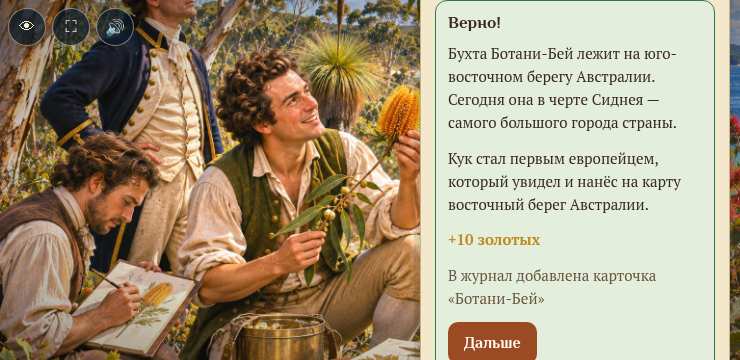 Верно!
Бухта Ботани-Бей лежит на юго-
восточном берегу Австралии.
Сегодня она в черте Сиднея —
самого большого города страны.
Кук стал первым европейцем,
который увидел и нанёс на карту
восточный берег Австралии.
+10 золотых
В журнал добавлена карточка
«Ботани-Бей»
Дальше